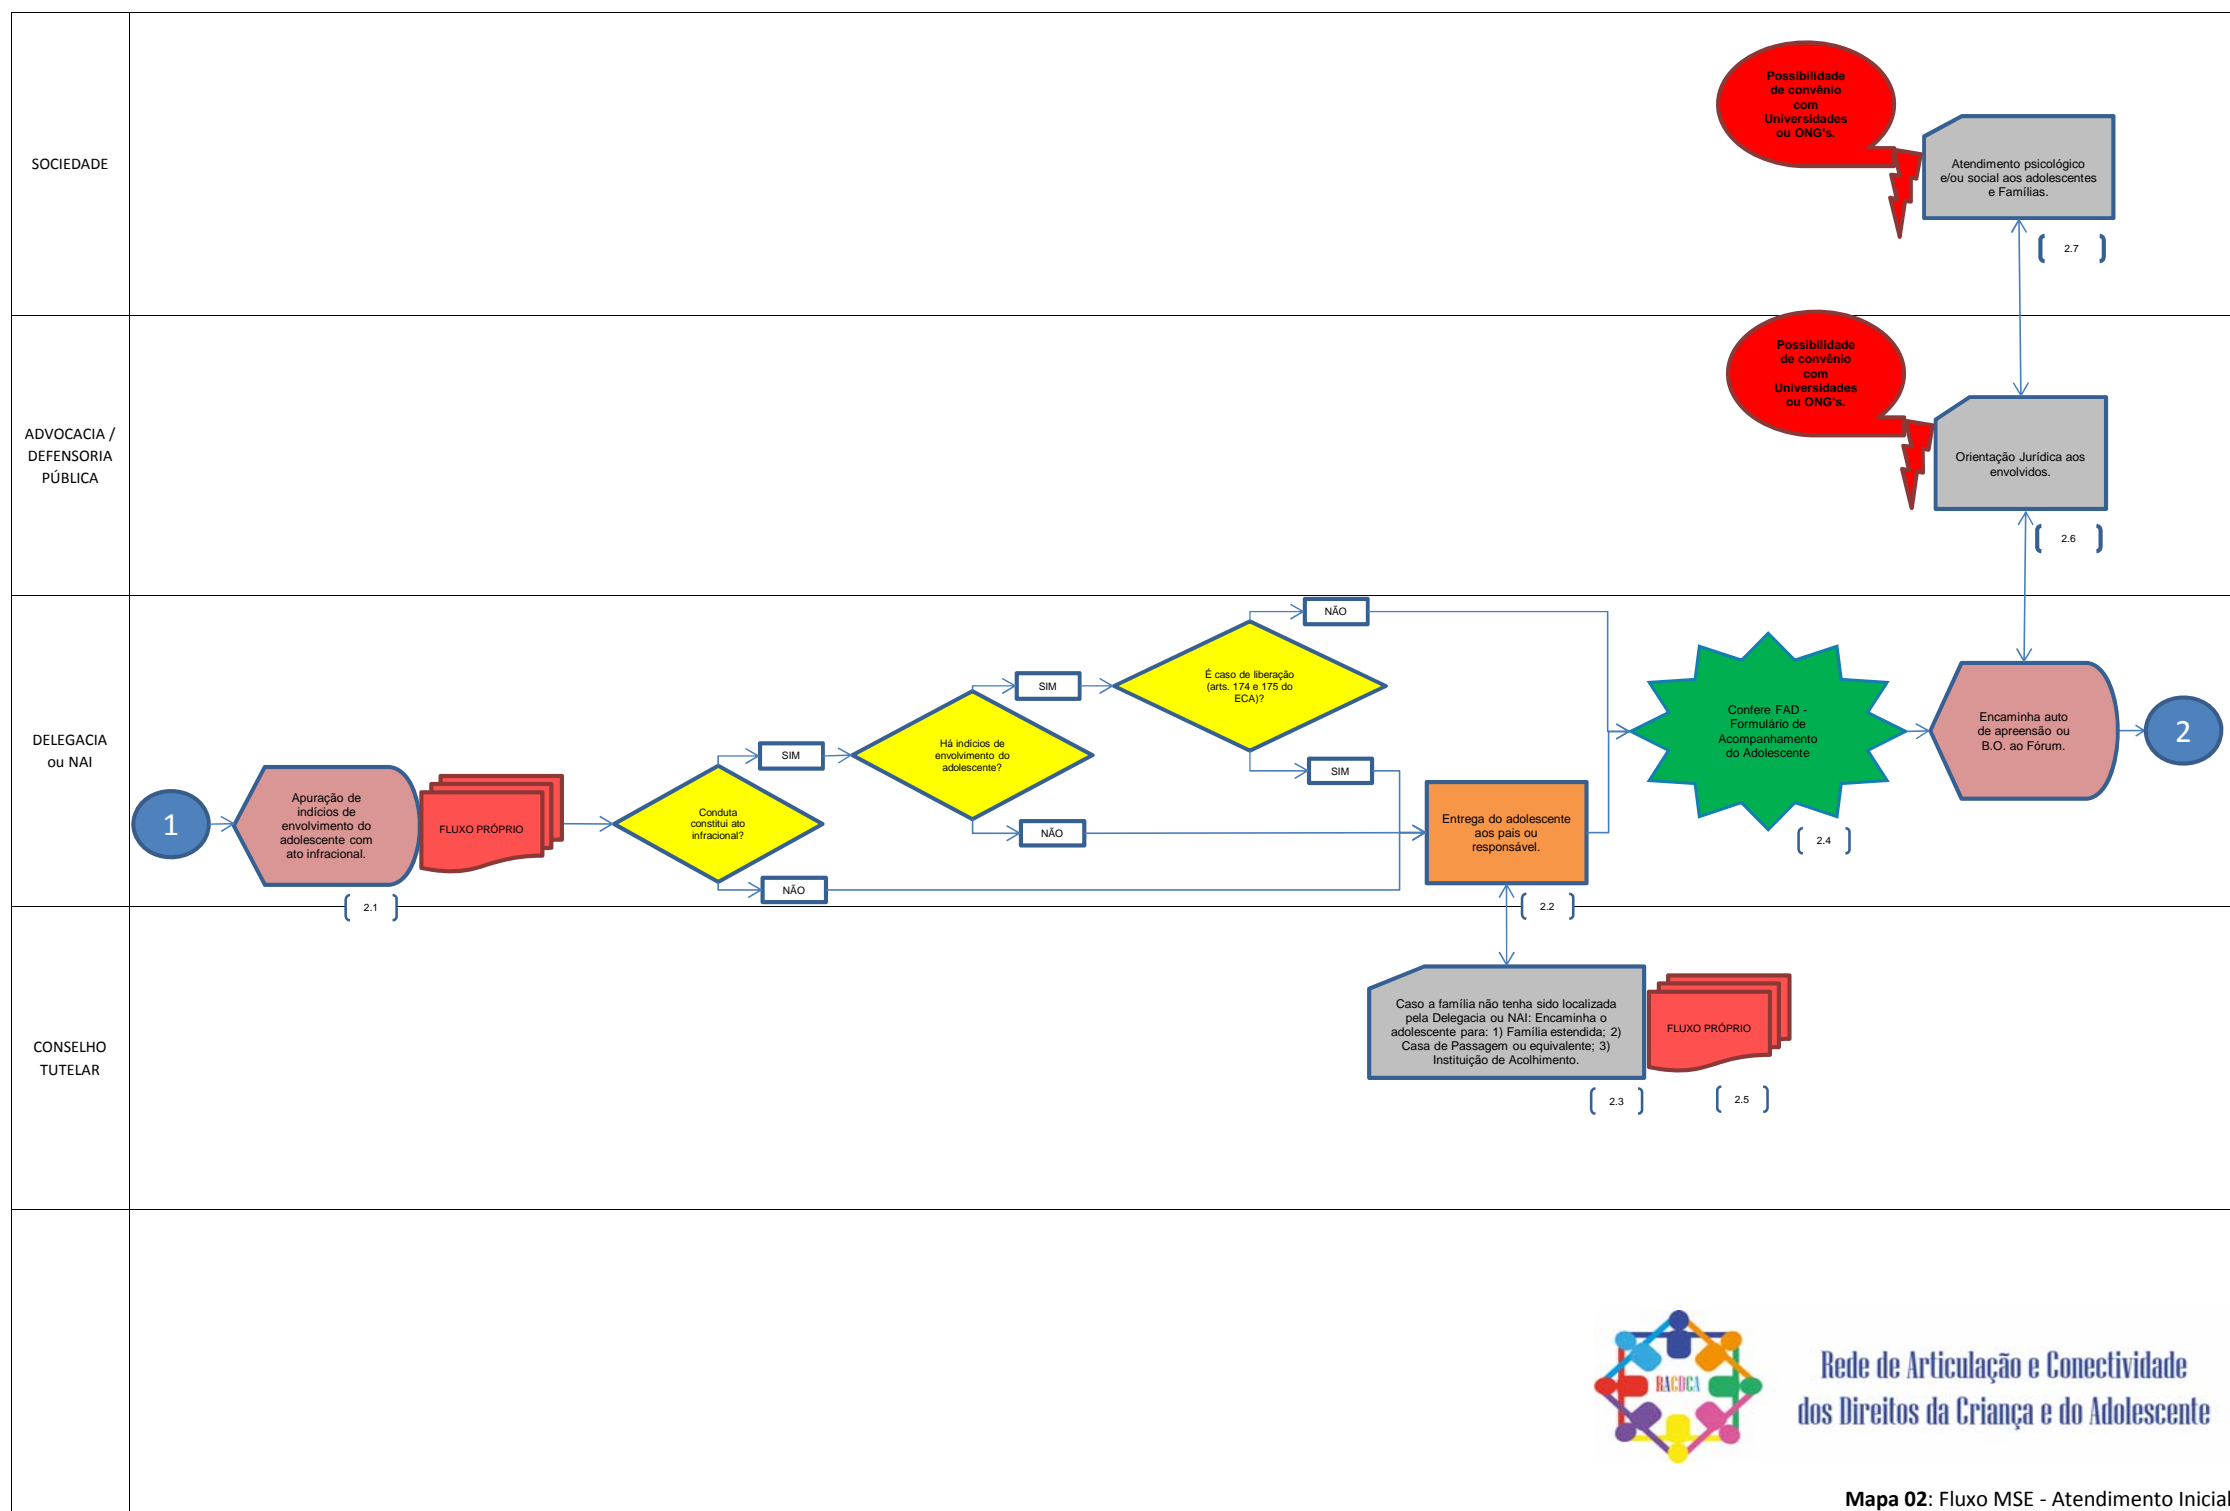 SOCIEDADE
Possibilidade
de convênio
com
Universidades
ou ONG's.
Atendimento psicológico
e/ou social aos adolescentes
e Famílias.
2.7
ADVOCACIA /
DEFENSORIA
PÚBLICA
Possibilidade
de convênio
com
Universidades
ou ONG's.
Orientação Jurídica aos
envolvidos.
2.6
DELEGACIA
ou NAI
1
Apuração de
indícios de
envolvimento do
adolescente com
ato infracional.
2.1
FLUXO PRÓPRIO
Conduta
constitui ato
infracional?
SIM
NÃO
Há indícios de
envolvimento do
adolescente?
SIM
NÃO
É caso de liberação
(arts. 174 e 175 do
ECA)?
NÃO
SIM
Entrega do adolescente
aos pais ou
responsável.
2.2
Confere FAD -
Formulário de
Acompanhamento
do Adolescente
2.4
Encaminha auto
de apreensão ou
B.O. ao Fórum.
2
CONSELHO
TUTELAR
Caso a família não tenha sido localizada
pela Delegacia ou NAI: Encaminha o
adolescente para: 1) Família estendida; 2)
Casa de Passagem ou equivalente; 3)
Instituição de Acolhimento.
2.3
FLUXO PRÓPRIO
2.5
RACDCA
Rede de Articulação e Conectividade
dos Direitos da Criança e do Adolescente
Mapa 02: Fluxo MSE - Atendimento Inicial